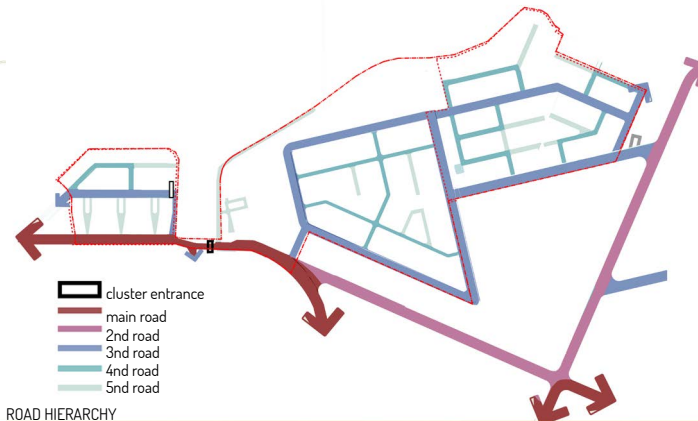 cluster entrance
main road
2nd road
3nd road
4nd road
5nd road
ROAD HIERARCHY